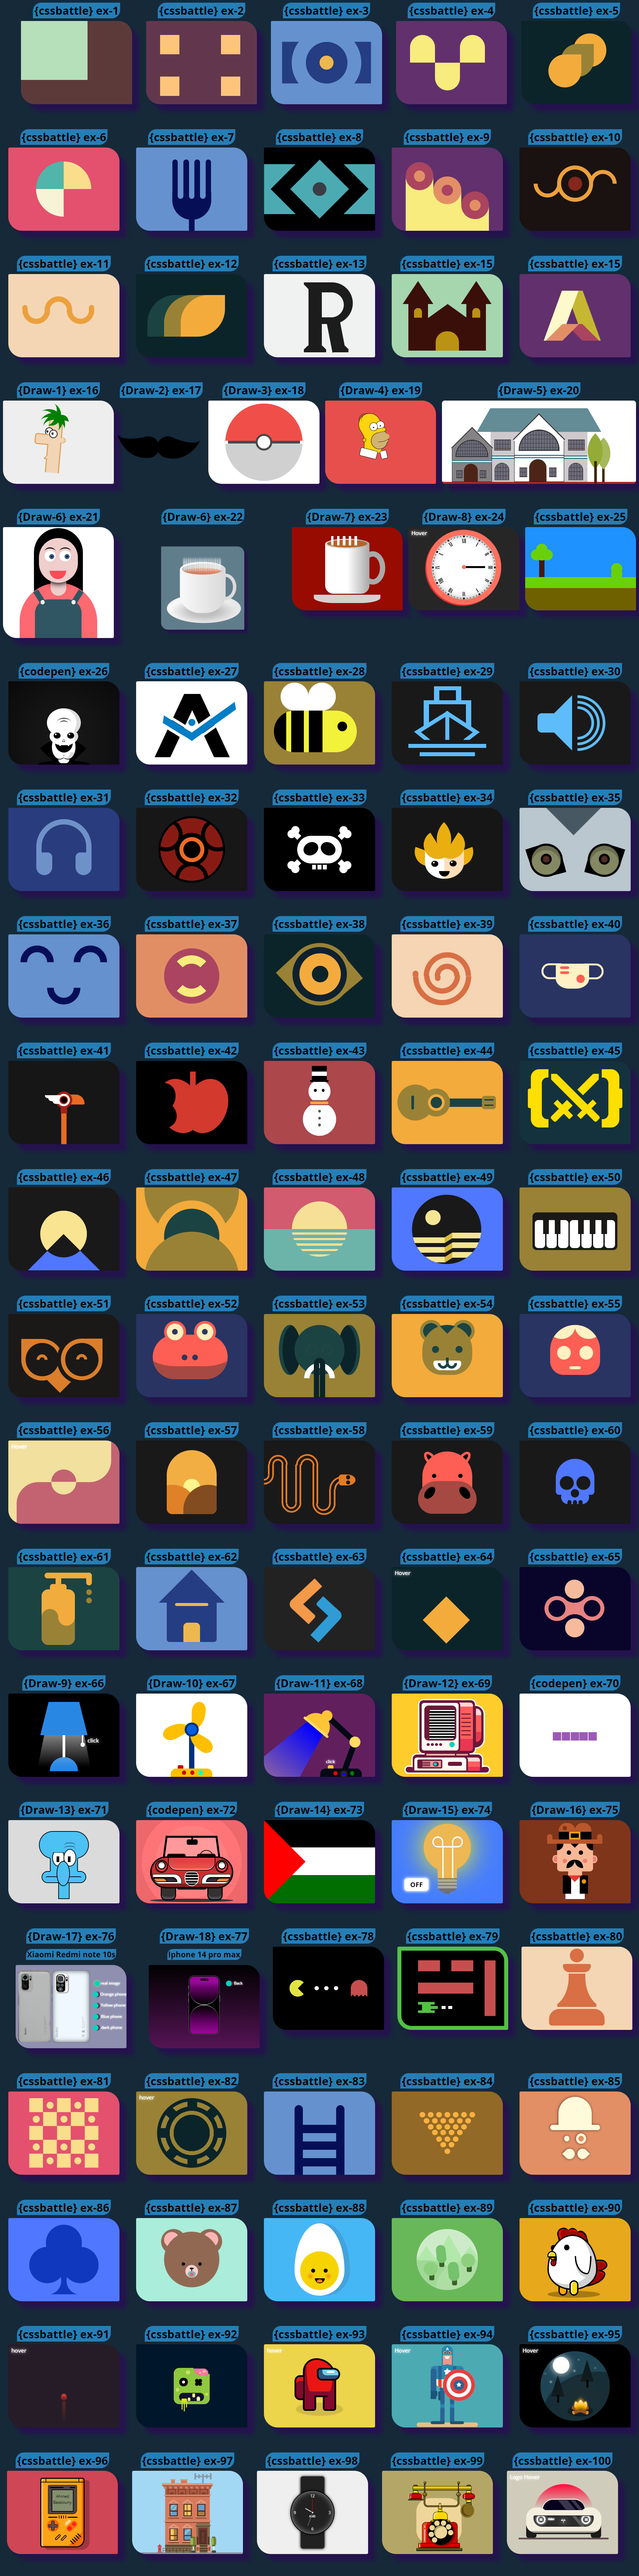 {cssbattle} ex-1
{cssbattle} ex-2
{cssbattle} ex-3
{cssbattle} ex-4
{cssbattle} ex-5
{cssbattle} ex-6
{cssbattle} ex-7
{cssbattle} ex-8
{cssbattle} ex-9
{cssbattle} ex-10
{cssbattle} ex-11
{cssbattle} ex-12
{cssbattle} ex-13
{cssbattle} ex-15
{cssbattle} ex-15
R
{Draw-1} ex-16
{Draw-2} ex-17
{Draw-3} ex-18
{Draw-4} ex-19
{Draw-5} ex-20
{Draw-6} ex-21
{Draw-6} ex-22
{Draw-7} ex-23
{Draw-8} ex-24
{cssbattle} ex-25
Hover
{codepen} ex-26
{cssbattle} ex-27
{cssbattle} ex-28
{cssbattle} ex-29
{cssbattle} ex-30
{cssbattle} ex-31
{cssbattle} ex-32
{cssbattle} ex-33
{cssbattle} ex-34
{cssbattle} ex-35
{cssbattle} ex-36
{cssbattle} ex-37
{cssbattle} ex-38
{cssbattle} ex-39
{cssbattle} ex-40
{cssbattle} ex-41
{cssbattle} ex-42
{cssbattle} ex-43
{cssbattle} ex-44
{cssbattle} ex-45
{cssbattle} ex-46
{cssbattle} ex-47
{cssbattle} ex-48
{cssbattle} ex-49
{cssbattle} ex-50
{cssbattle} ex-51
{cssbattle} ex-52
{cssbattle} ex-53
{cssbattle} ex-54
{cssbattle} ex-55
{cssbattle} ex-56
{cssbattle} ex-57
{cssbattle} ex-58
{cssbattle} ex-59
{cssbattle} ex-60
Hover
{cssbattle} ex-61
{cssbattle} ex-62
{cssbattle} ex-63
{cssbattle} ex-64
{cssbattle} ex-65
Hover
{Draw-9} ex-66
{Draw-10} ex-67
{Draw-11} ex-68
{Draw-12} ex-69
{codepen} ex-70
click
click
{Draw-13} ex-71
{codepen} ex-72
{Draw-14} ex-73
{Draw-15} ex-74
{Draw-16} ex-75
OFF
{Draw-17} ex-76
{Draw-18} ex-77
{cssbattle} ex-78
{cssbattle} ex-79
{cssbattle} ex-80
Xiaomi Redmi note 10s
iphone 14 pro max
real image
Orange phone
Yellow phone
Blue phone
dark phone
Back
{cssbattle} ex-81
{cssbattle} ex-82
{cssbattle} ex-83
{cssbattle} ex-84
{cssbattle} ex-85
hover
{cssbattle} ex-86
{cssbattle} ex-87
{cssbattle} ex-88
{cssbattle} ex-89
{cssbattle} ex-90
{cssbattle} ex-91
{cssbattle} ex-92
{cssbattle} ex-93
{cssbattle} ex-94
{cssbattle} ex-95
hover
hover
Hover
Hover
{cssbattle} ex-96
{cssbattle} ex-97
{cssbattle} ex-98
{cssbattle} ex-99
{cssbattle} ex-100
Logo Hover